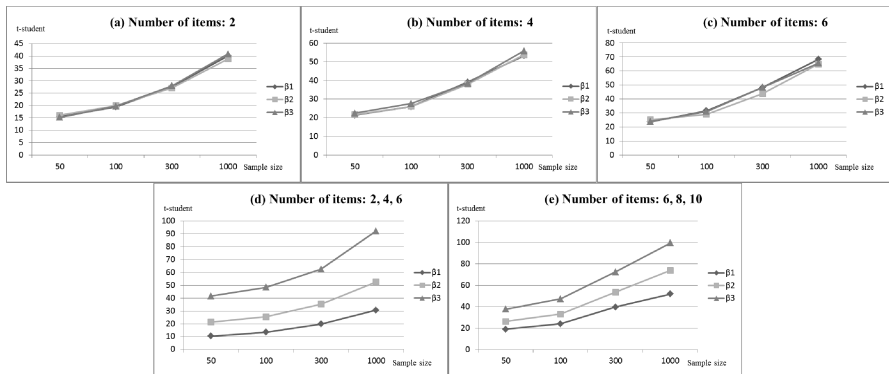 (a) Number of items: 2
t-student
45
40
35
30
25
20
15
10
5
0
50 100 300 1000 Sample size
β1
β2
β3
(b) Number of items: 4
t-student
60
50
40
30
20
10
0
50 100 300 1000 Sample size
β1
β2
β3
(c) Number of items: 6
t-student
80
70
60
50
40
30
20
10
0
50 100 300 1000 Sample size
β1
β2
β3
(d) Number of items: 2, 4, 6
t-student
100
90
80
70
60
50
40
30
20
10
0
50 100 300 1000 Sample size
β1
β2
β3
(e) Number of items: 6, 8, 10
t-student
120
100
80
60
40
20
0
50 100 300 1000 Sample size
β1
β2
β3